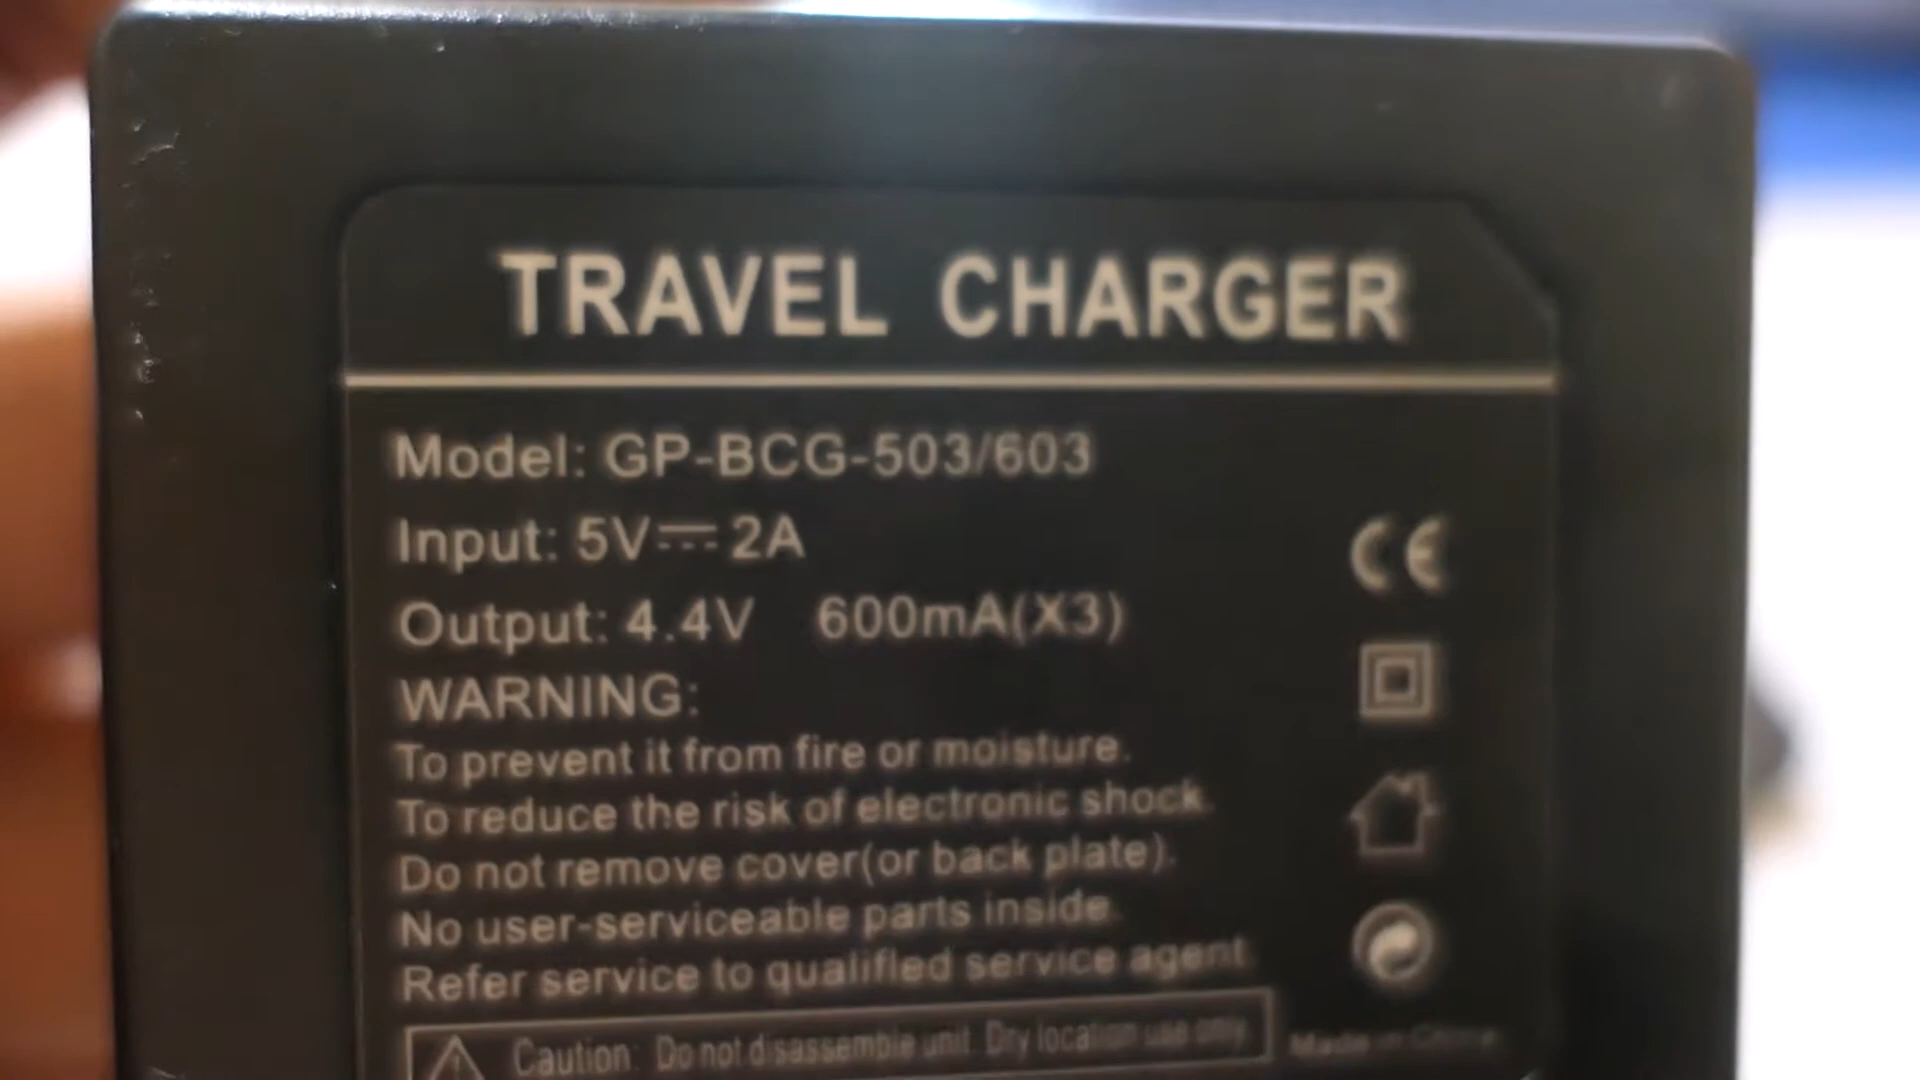 TRAVEL CHARGER
Model: GP-BCG-503/603
Input: 5V⎓2A
Output: 4.4V 600mA(X3)
CE
WARNING:
To prevent it from fire or moisture.
To reduce the risk of electronic shock.
Do not remove cover(or back plate).
No user-serviceable parts inside.
Refer service to qualified service agent
Caution: Do not disassemble unit. Dry location use only.
Made in China